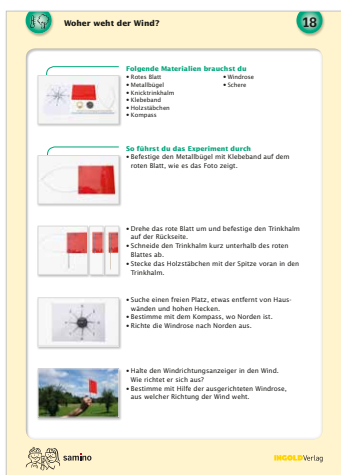 Woher weht der Wind?
18
Folgende Materialien brauchst du
• Rotes Blatt
• Metallbügel
• Knicktrinkhalm
• Klebeband
• Holzstäbchen
• Kompass
• Windrose
• Schere
So führst du das Experiment durch
• Befestige den Metallbügel mit Klebeband auf dem
roten Blatt, wie es das Foto zeigt.
• Drehe das rote Blatt um und befestige den Trinkhalm
auf der Rückseite.
• Schneide den Trinkhalm kurz unterhalb des roten
Blattes ab.
• Stecke das Holzstäbchen mit der Spitze voran in den
Trinkhalm.
• Suche einen freien Platz, etwas entfernt von Haus-
wänden und hohen Hecken.
• Bestimme mit dem Kompass, wo Norden ist.
• Richte die Windrose nach Norden aus.
• Halte den Windrichtungsanzeiger in den Wind.
Wie richtet er sich aus?
• Bestimme mit Hilfe der ausgerichteten Windrose,
aus welcher Richtung der Wind weht.
samino
INGOLDVerlag